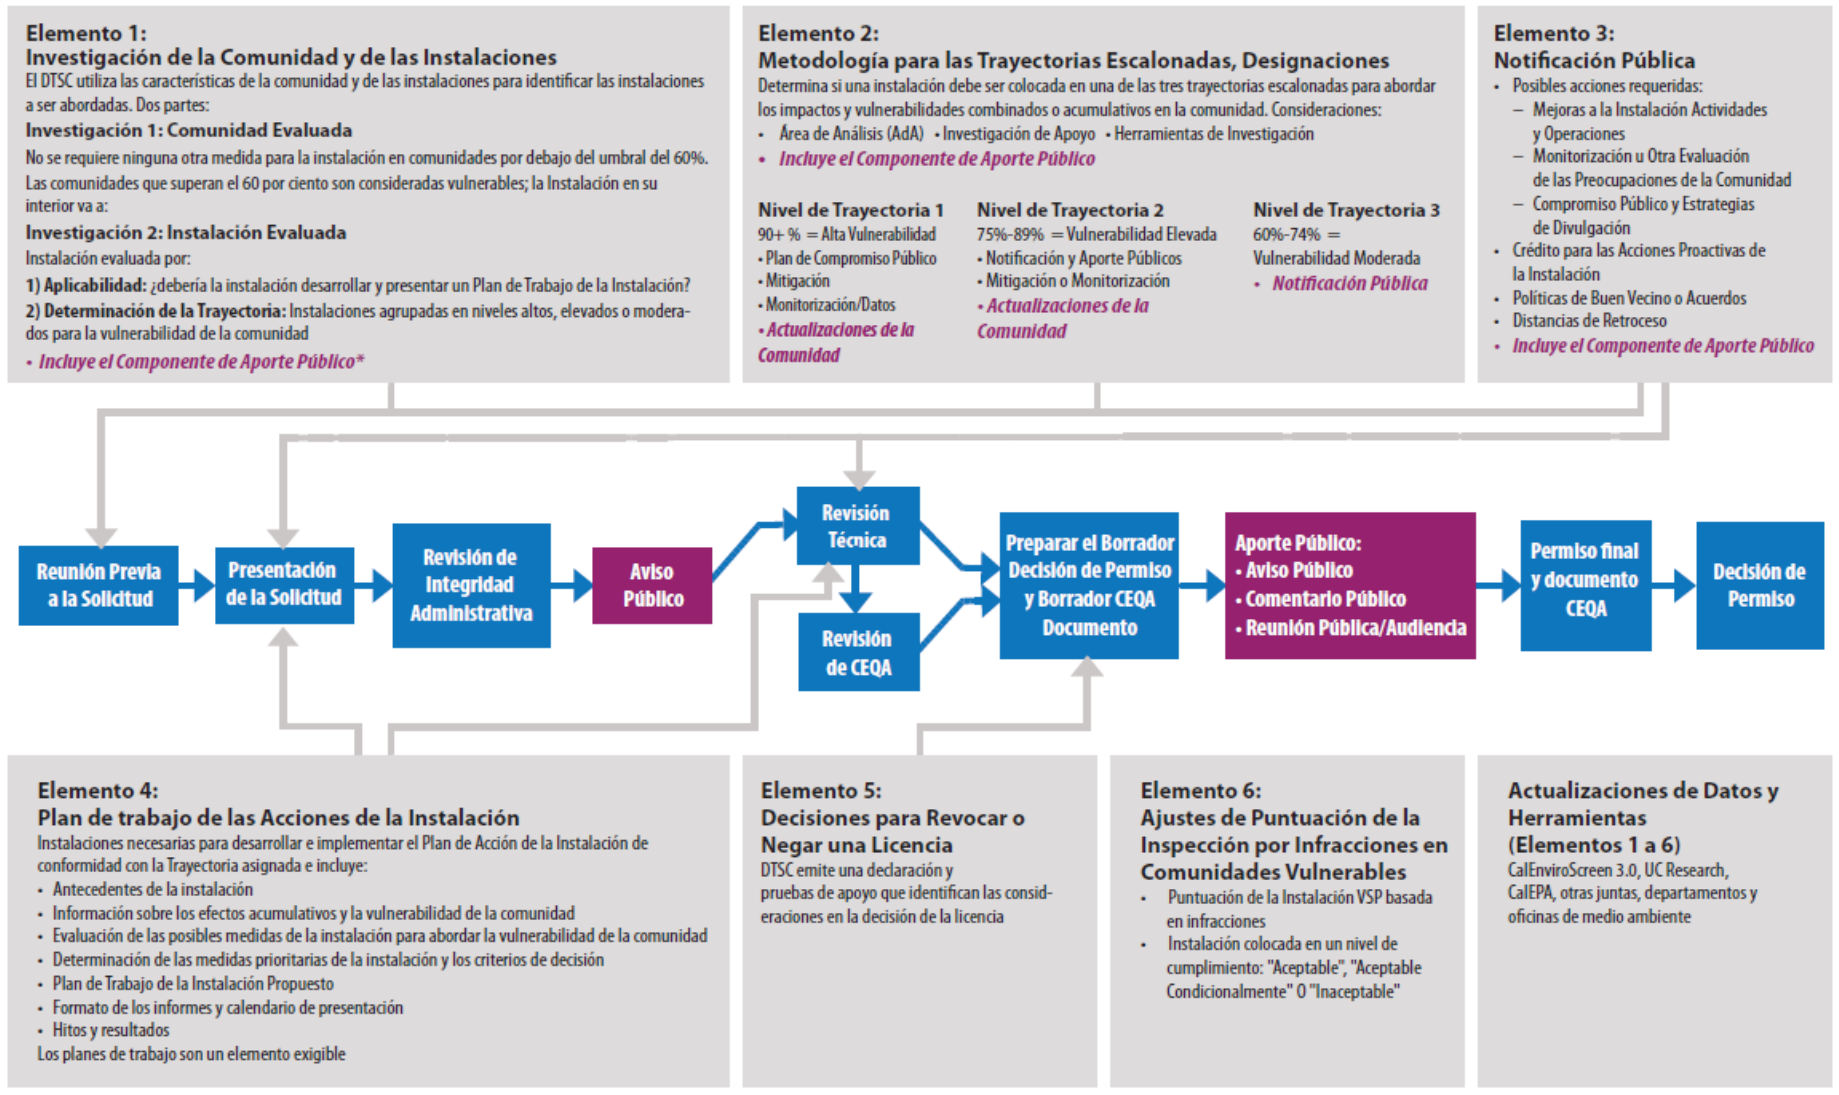 Elemento 1:
Investigación de la Comunidad y de las Instalaciones
El DTSC utiliza las características de la comunidad y de las instalaciones para identificar las instalaciones
a ser abordadas. Dos partes:
Investigación 1: Comunidad Evaluada
No se requiere ninguna otra medida para la instalación en comunidades por debajo del umbral del 60%.
Las comunidades que superan el 60 por ciento son consideradas vulnerables; la Instalación en su
interior va a:
Investigación 2: Instalación Evaluada
Instalación evaluada por:
1) Aplicabilidad: ¿debería la instalación desarrollar y presentar un Plan de Trabajo de la Instalación?
2) Determinación de la Trayectoria: Instalaciones agrupadas en niveles altos, elevados o modera-
dos para la vulnerabilidad de la comunidad
• Incluye el Componente de Aporte Público*
Elemento 2:
Metodología para las Trayectorias Escalonadas, Designaciones
Determina si una instalación debe ser colocada en una de las tres trayectorias escalonadas para abordar
los impactos y vulnerabilidades combinados o acumulativos en la comunidad. Consideraciones:
• Área de Análisis (AdA) • Investigación de Apoyo • Herramientas de Investigación
• Incluye el Componente de Aporte Público
Nivel de Trayectoria 1
90+ % = Alta Vulnerabilidad
• Plan de Compromiso Público
• Mitigación
• Monitorización/Datos
• Actualizaciones de la
Comunidad
Nivel de Trayectoria 2
75%-89% = Vulnerabilidad Elevada
• Notificación y Aporte Públicos
• Mitigación o Monitorización
• Actualizaciones de la
Comunidad
Nivel de Trayectoria 3
60%-74% =
Vulnerabilidad Moderada
• Notificación Pública
Elemento 3:
Notificación Pública
• Posibles acciones requeridas:
– Mejoras a la Instalación Actividades
y Operaciones
– Monitorización u Otra Evaluación
de las Preocupaciones de la Comunidad
– Compromiso Público y Estrategias
de Divulgación
• Crédito para las Acciones Proactivas de
la Instalación
• Políticas de Buen Vecino o Acuerdos
• Distancias de Retroceso
• Incluye el Componente de Aporte Público
Reunión Previa
a la Solicitud
Presentación
de la Solicitud
Revisión de
Integridad
Administrativa
Aviso
Público
Revisión
Técnica
Revisión
de CEQA
Preparar el Borrador
Decisión de Permiso
y Borrador CEQA
Documento
Aporte Público:
• Aviso Público
• Comentario Público
• Reunión Pública/Audiencia
Permiso final
y documento
CEQA
Decisión de
Permiso
Elemento 4:
Plan de trabajo de las Acciones de la Instalación
Instalaciones necesarias para desarrollar e implementar el Plan de Acción de la Instalación de
conformidad con la Trayectoria asignada e incluye:
• Antecedentes de la instalación
• Información sobre los efectos acumulativos y la vulnerabilidad de la comunidad
• Evaluación de las posibles medidas de la instalación para abordar la vulnerabilidad de la comunidad
• Determinación de las medidas prioritarias de la instalación y los criterios de decisión
• Plan de Trabajo de la Instalación Propuesto
• Formato de los informes y calendario de presentación
• Hitos y resultados
Los planes de trabajo son un elemento exigible
Elemento 5:
Decisiones para Revocar o
Negar una Licencia
DTSC emite una declaración y
pruebas de apoyo que identifican las consid-
eraciones en la decisión de la licencia
Elemento 6:
Ajustes de Puntuación de la
Inspección por Infracciones en
Comunidades Vulnerables
• Puntuación de la Instalación VSP basada
en infracciones
• Instalación colocada en un nivel de
cumplimiento: "Aceptable", "Aceptable
Condicionalmente" O "Inaceptable"
Actualizaciones de Datos y
Herramientas
(Elementos 1 a 6)
CalEnviroScreen 3.0, UC Research,
CalEPA, otras juntas, departamentos y
oficinas de medio ambiente